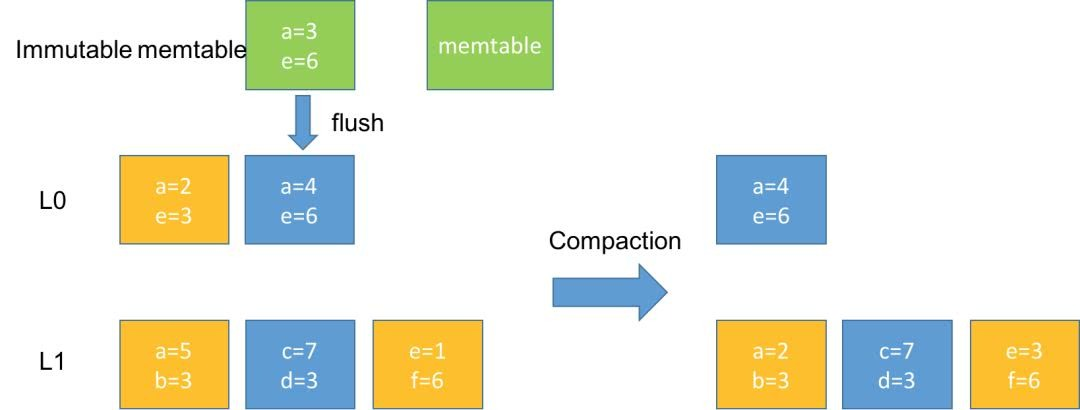 Immutable memtable
a=3
e=6
memtable
flush
L0
a=2
e=3
a=4
e=6
Compaction
a=4
e=6
L1
a=5
b=3
c=7
d=3
e=1
f=6
a=2
b=3
c=7
d=3
e=3
f=6